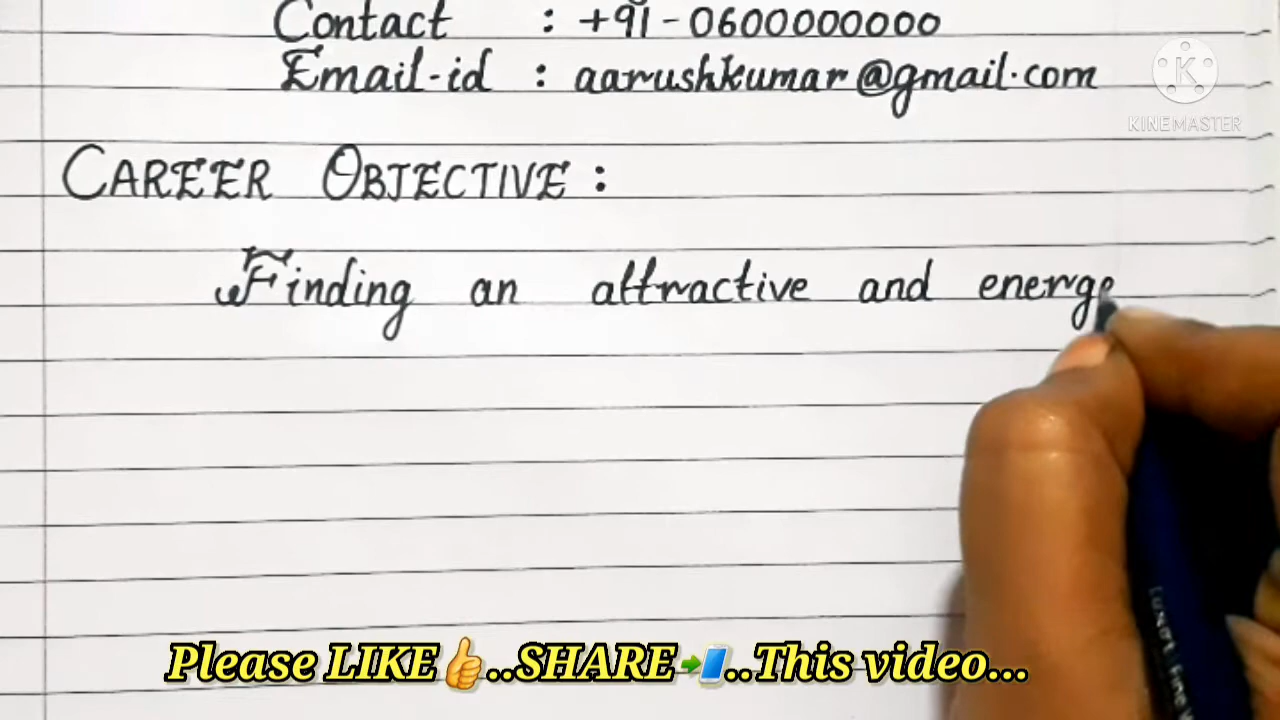 Contact : +91-0600000000
Email-id : aarushkumar@gmail.com
KINEMASTER
CAREER OBJECTIVE :
Finding an attractive and energe
Please LIKE👍..SHARE📲..This video...